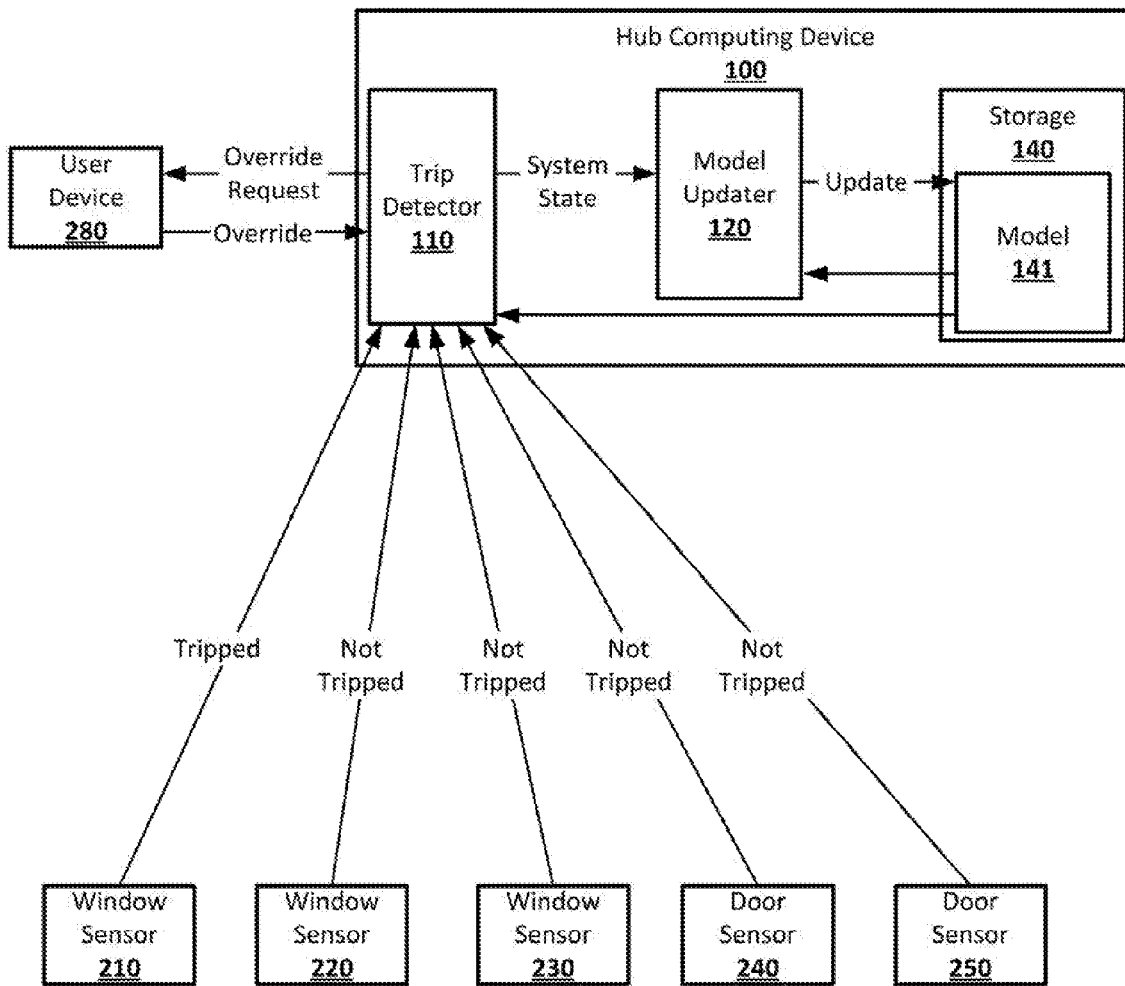 Hub Computing Device
100
User
Device
280
Override
Request
Override
Trip
Detector
110
System
State
Model
Updater
120
Update
Storage
140
Model
141
Tripped
Not
Tripped
Not
Tripped
Not
Tripped
Not
Tripped
Window
Sensor
210
Window
Sensor
220
Window
Sensor
230
Door
Sensor
240
Door
Sensor
250